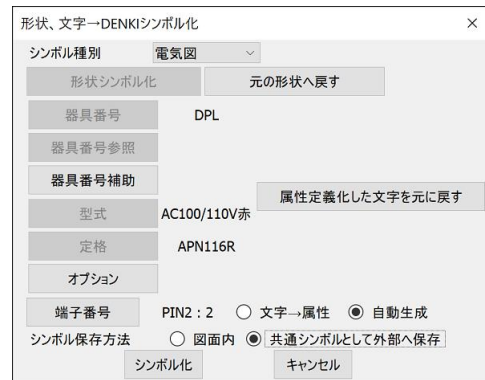 形状、文字→DENKIシンボル化 ×
シンボル種別 電気図
形状シンボル化 元の形状へ戻す
器具番号 DPL
器具番号参照
器具番号補助
属性定義化した文字を元に戻す
型式 AC100/110V赤
定格 APN116R
オプション
端子番号 PIN2：2 文字→属性 自動生成
シンボル保存方法 図面内 共通シンボルとして外部へ保存
シンボル化 キャンセル